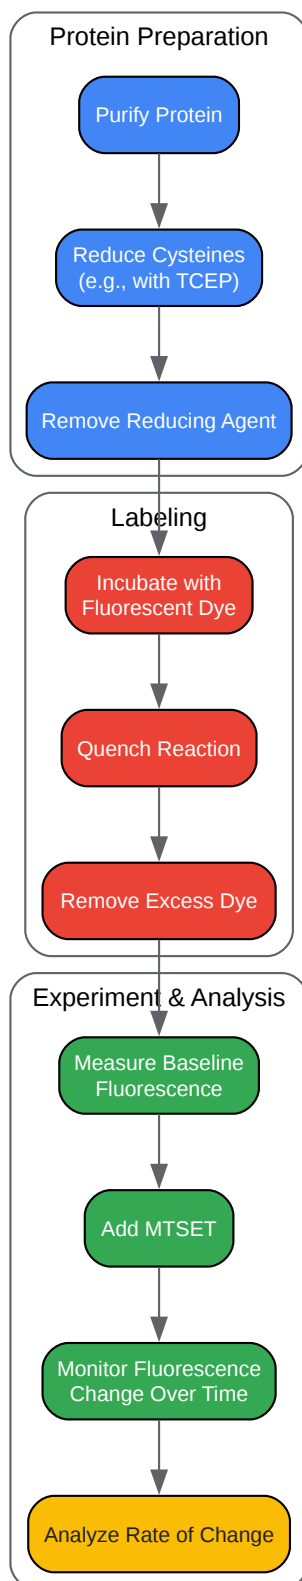 Protein Preparation
Purify Protein
Reduce Cysteines
(e.g., with TCEP)
Remove Reducing Agent
Labeling
Incubate with
Fluorescent Dye
Quench Reaction
Remove Excess Dye
Experiment & Analysis
Measure Baseline
Fluorescence
Add MTSET
Monitor Fluorescence
Change Over Time
Analyze Rate of Change